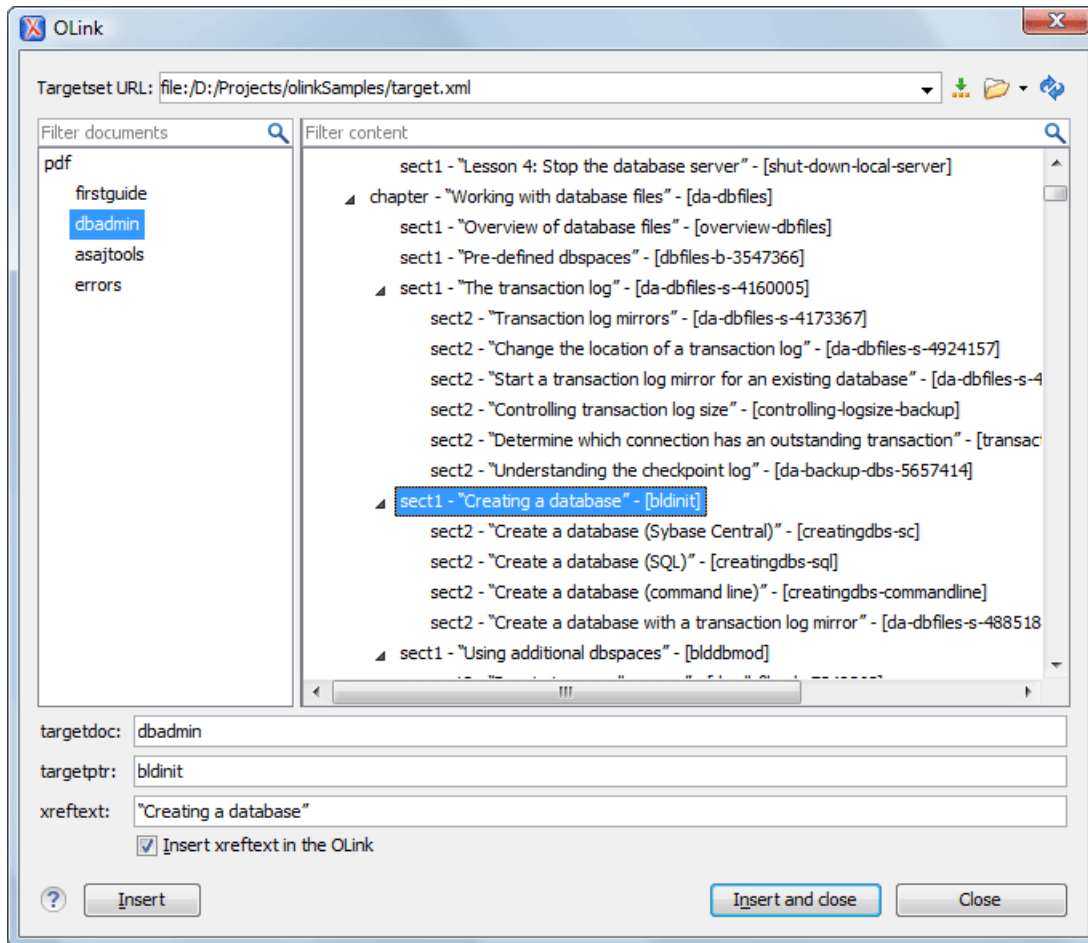 OLink
Targetset URL: file:/D:/Projects/olinkSamples/target.xml
Filter documents
pdf
firstguide
dbadmin
asajtools
errors
Filter content
sect1 - “Lesson 4: Stop the database server” - [shut-down-local-server]
chapter - “Working with database files” - [da-dbfiles]
sect1 - “Overview of database files” - [overview-dbfiles]
sect1 - “Pre-defined dbspaces” - [dbfiles-b-3547366]
sect1 - “The transaction log” - [da-dbfiles-s-4160005]
sect2 - “Transaction log mirrors” - [da-dbfiles-s-4173367]
sect2 - “Change the location of a transaction log” - [da-dbfiles-s-4924157]
sect2 - “Start a transaction log mirror for an existing database” - [da-dbfiles-s-4
sect2 - “Controlling transaction log size” - [controlling-logsize-backup]
sect2 - “Determine which connection has an outstanding transaction” - [transac
sect2 - “Understanding the checkpoint log” - [da-backup-dbs-5657414]
sect1 - “Creating a database” - [bldinit]
sect2 - “Create a database (Sybase Central)” - [creatingdbs-sc]
sect2 - “Create a database (SQL)” - [creatingdbs-sql]
sect2 - “Create a database (command line)” - [creatingdbs-commandline]
sect2 - “Create a database with a transaction log mirror” - [da-dbfiles-s-488518
sect1 - “Using additional dbspaces” - [blddbmod]
targetdoc: dbadmin
targetptr: bldinit
xreftext: “Creating a database”
Insert xreftext in the OLink
? Insert Insert and close Close